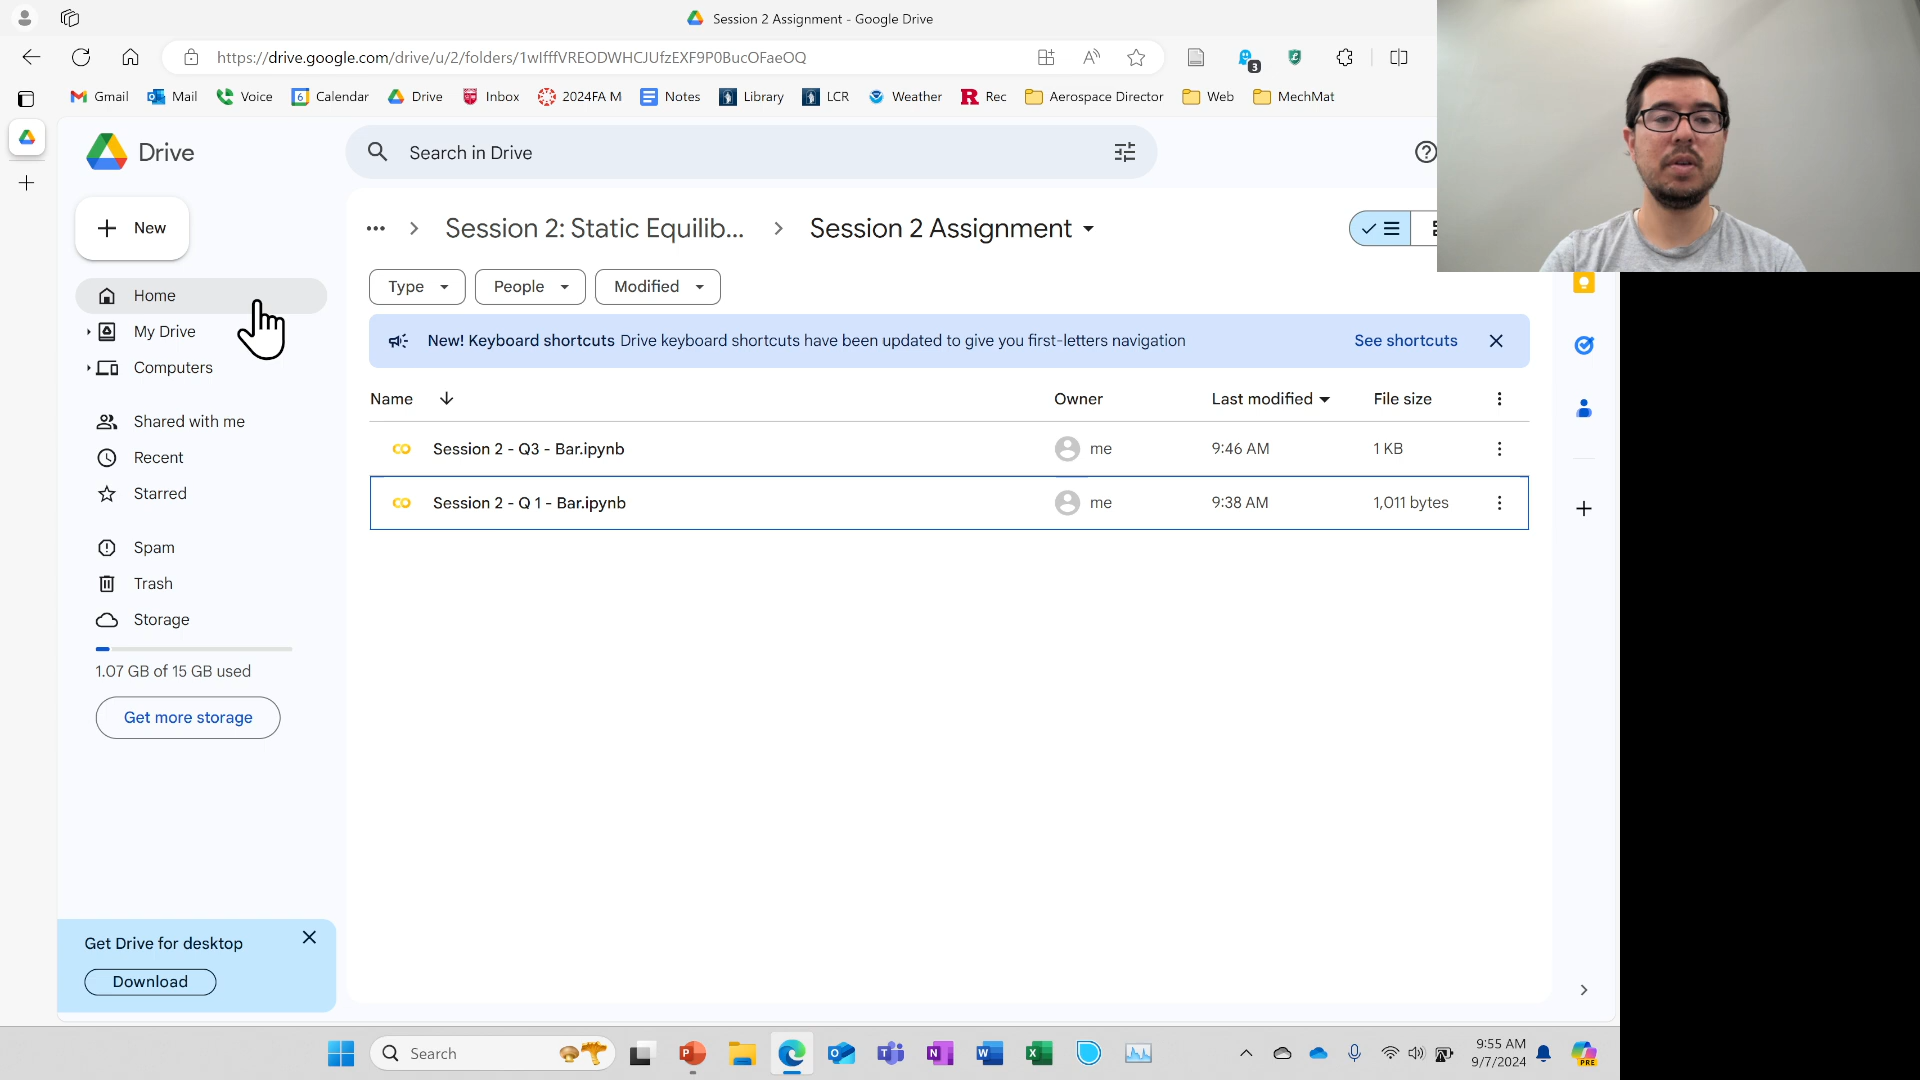 Session 2 Assignment - Google Drive
https://drive.google.com/drive/u/2/folders/1wIfffVREODWHCJUfzEXF9P0BucOFaeOQ
3
Gmail Mail Voice 6 Calendar Drive Inbox 2024FA M Notes Library LCR Weather Rec Aerospace Director Web MechMat
Drive
Search in Drive
New
Session 2: Static Equilib... Session 2 Assignment
Type People Modified
Home
My Drive
Computers
Shared with me
Recent
Starred
Spam
Trash
Storage
1.07 GB of 15 GB used
Get more storage
New! Keyboard shortcuts Drive keyboard shortcuts have been updated to give you first-letters navigation See shortcuts
Name Owner Last modified File size
Session 2 - Q3 - Bar.ipynb me 9:46 AM 1 KB
Session 2 - Q 1 - Bar.ipynb me 9:38 AM 1,011 bytes
Get Drive for desktop
Download
Search
9:55 AM
9/7/2024
PRE